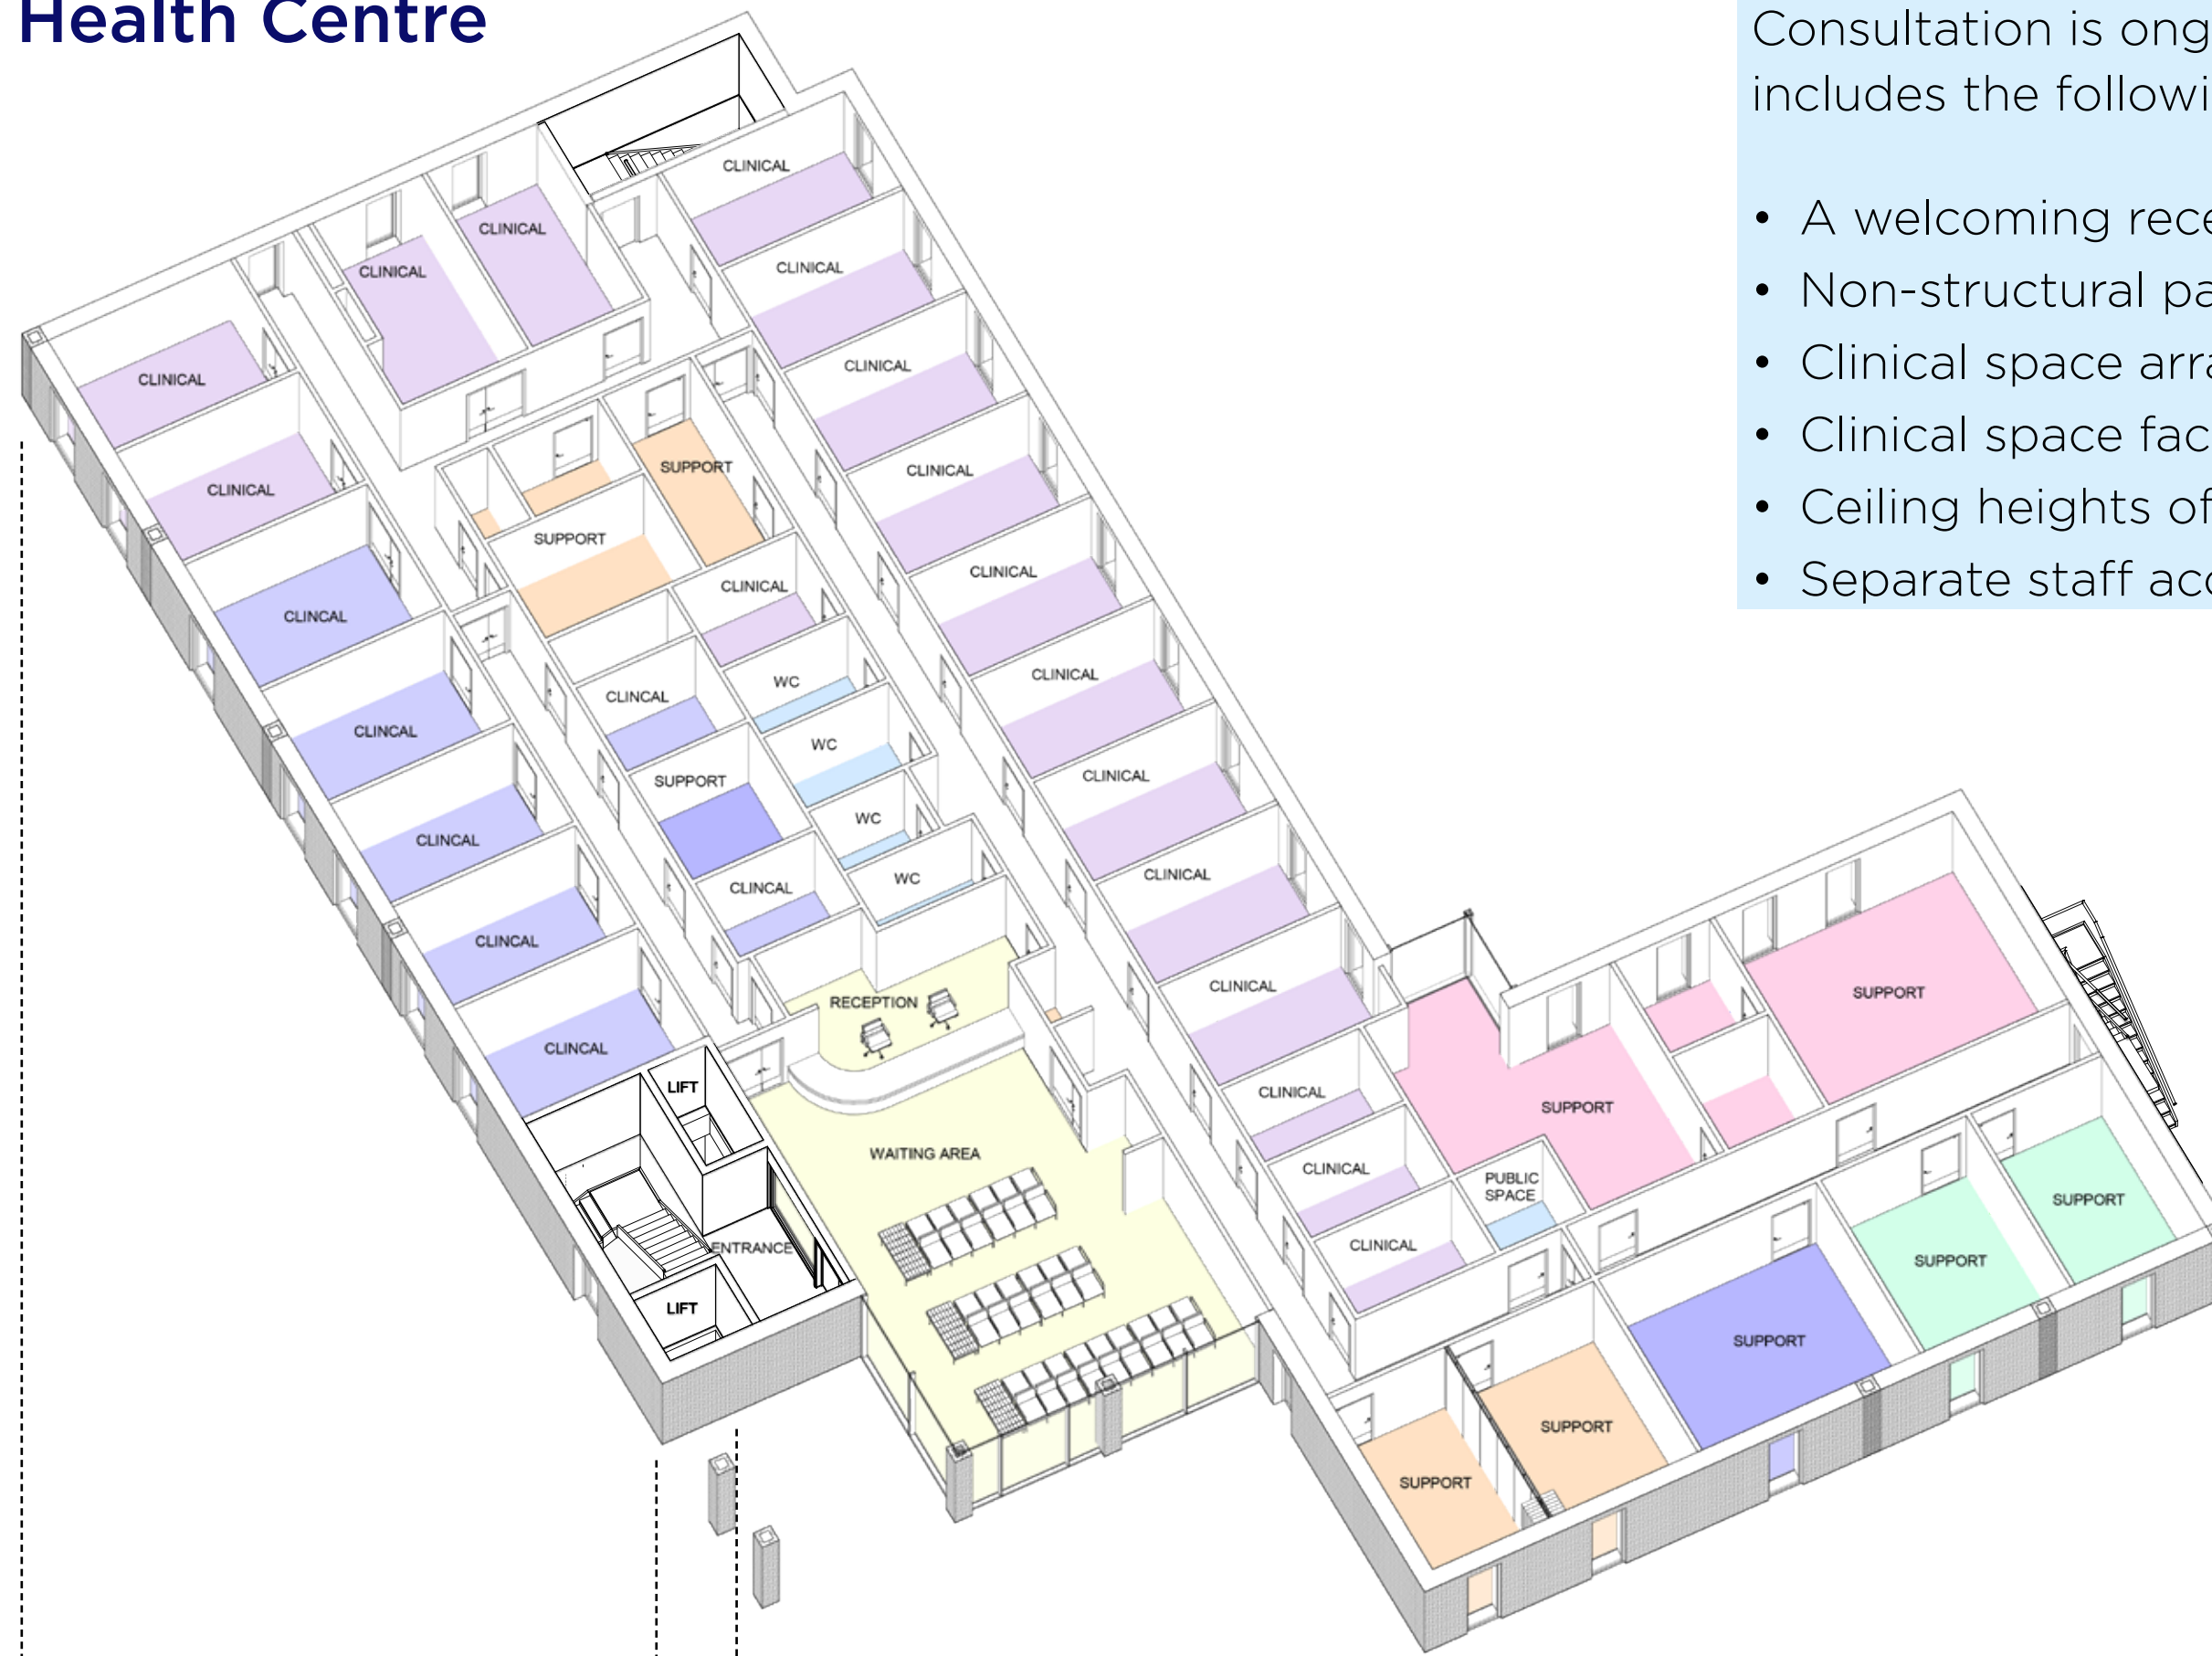 Health Centre
Consultation is ong
includes the followi
• A welcoming rece
• Non-structural pa
• Clinical space arra
• Clinical space fac
• Ceiling heights of
• Separate staff acc
CLINICAL
CLINICAL
CLINICAL
CLINICAL
CLINICAL
CLINICAL
CLINICAL
SUPPORT
CLINICAL
CLINICAL
SUPPORT
CLINICAL
CLINICAL
CLINCAL
CLINICAL
WC
CLINCAL
CLINCAL
WC
CLINICAL
SUPPORT
WC
CLINCAL
CLINICAL
WC
CLINCAL
CLINCAL
CLINICAL
RECEPTION
SUPPORT
CLINCAL
LIFT
CLINICAL
SUPPORT
WAITING AREA
CLINICAL
PUBLIC
SPACE
SUPPORT
ENTRANCE
CLINICAL
SUPPORT
LIFT
SUPPORT
SUPPORT
SUPPORT